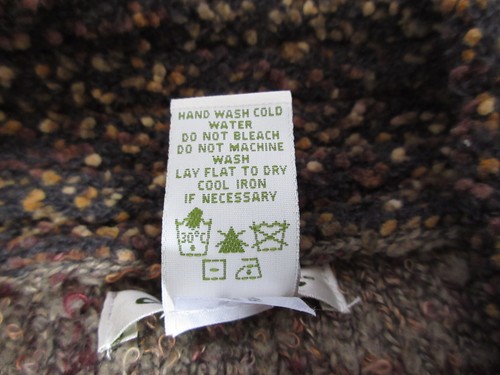 HAND WASH COLD
WATER
DO NOT BLEACH
DO NOT MACHINE
WASH
LAY FLAT TO DRY
COOL IRON
IF NECESSARY
30°C